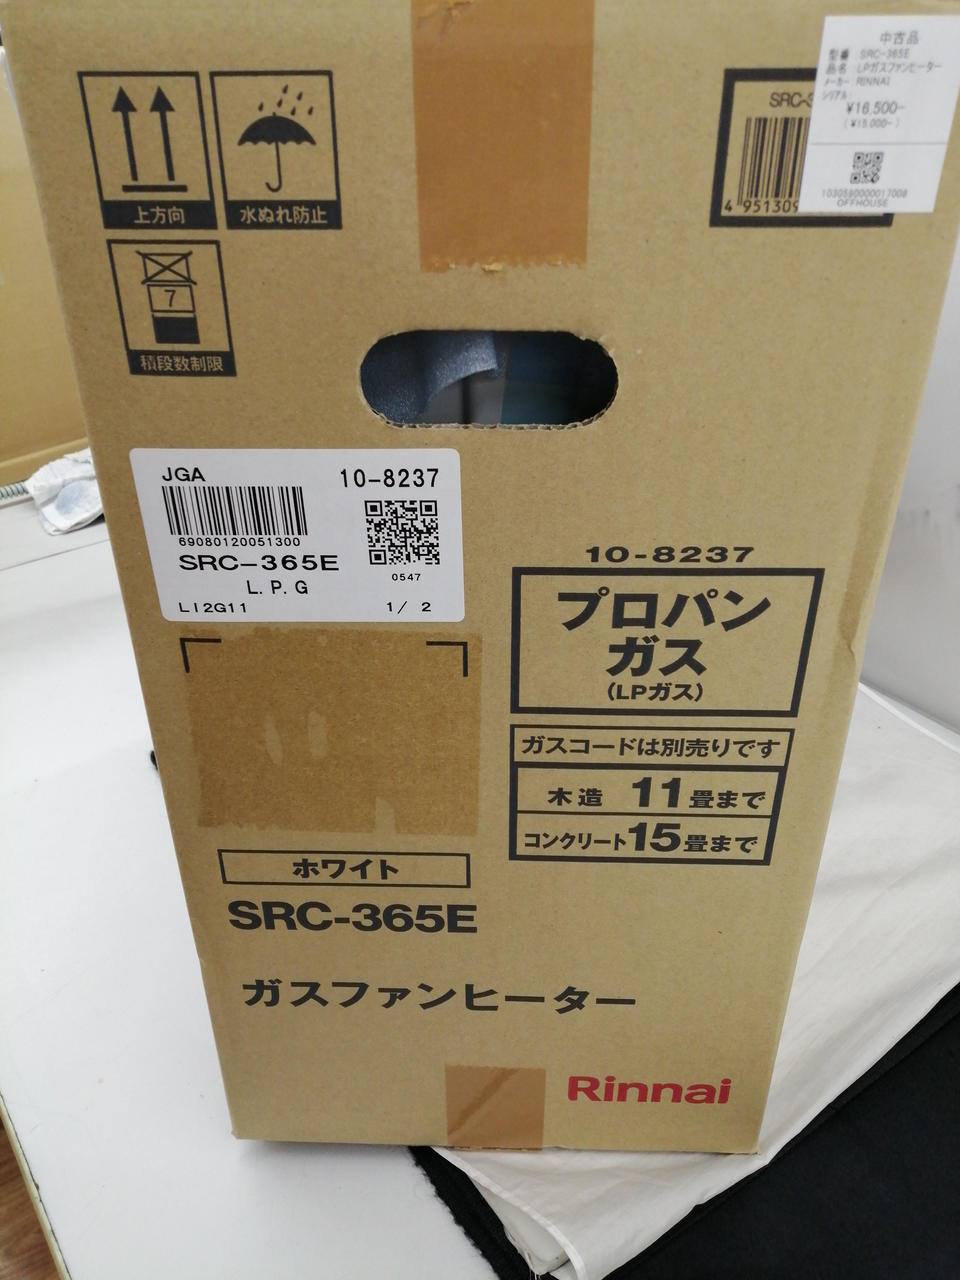 中古品
型番 : SRC-365E
品名 : LPガスファンヒーター
メーカー : RINNAI
シリアル :
¥16,500-
(¥15,000-)
1030590000017008
OFFHOUSE
SRC-3
4 951309
上方向
水ぬれ防止
7
積段数制限
JGA
10-8237
69080120051300
SRC-365E
0547
L.P.G
LI2G11
1/ 2
10-8237
プロパン
ガス
(LPガス)
ガスコードは別売りです
木造 11畳まで
コンクリート15畳まで
ホワイト
SRC-365E
ガスファンヒーター
Rinnai